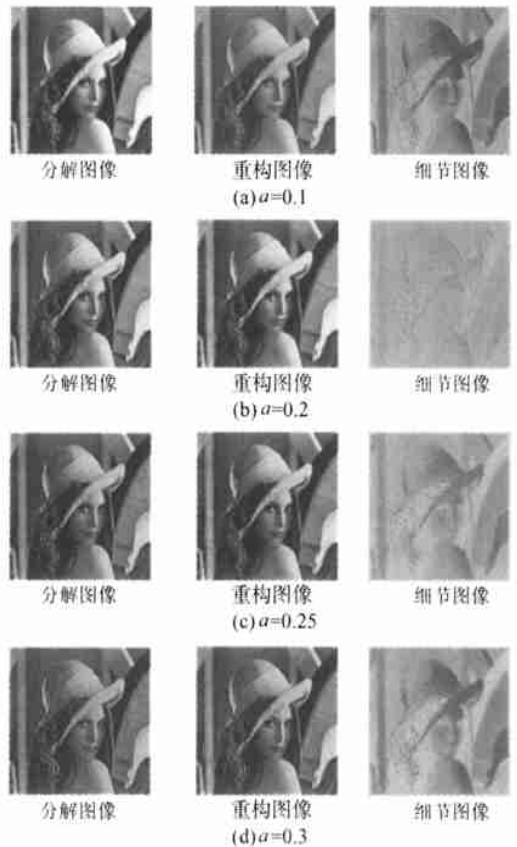 分解图像 重构图像 细节图像
(a) a=0.1
分解图像 重构图像 细节图像
(b) a=0.2
分解图像 重构图像 细节图像
(c) a=0.25
分解图像 重构图像 细节图像
(d) a=0.3